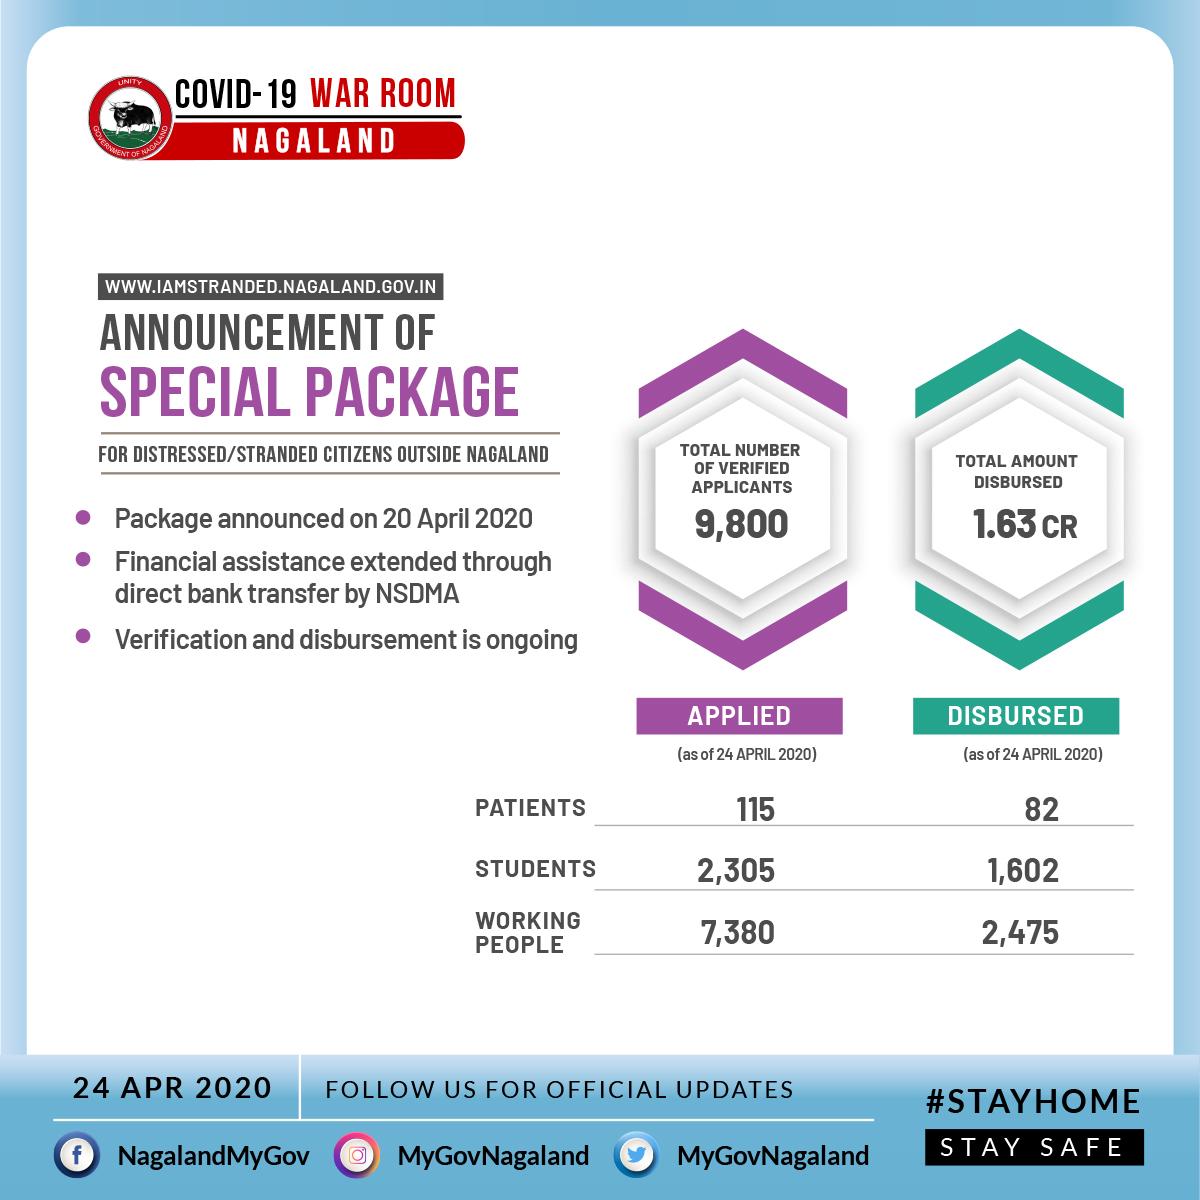 UNITY
GOVERNMENT OF NAGALAND
COVID-19 WAR ROOM
NAGALAND
WWW.IAMSTRANDED.NAGALAND.GOV.IN
ANNOUNCEMENT OF
SPECIAL PACKAGE
FOR DISTRESSED/STRANDED CITIZENS OUTSIDE NAGALAND
Package announced on 20 April 2020
Financial assistance extended through
direct bank transfer by NSDMA
Verification and disbursement is ongoing
TOTAL NUMBER
OF VERIFIED
APPLICANTS
9,800
TOTAL AMOUNT
DISBURSED
1.63 CR
APPLIED
(as of 24 APRIL 2020)
DISBURSED
(as of 24 APRIL 2020)
PATIENTS 115 82
STUDENTS 2,305 1,602
WORKING
PEOPLE 7,380 2,475
24 APR 2020
FOLLOW US FOR OFFICIAL UPDATES
NagalandMyGov MyGovNagaland MyGovNagaland
#STAYHOME
STAY SAFE